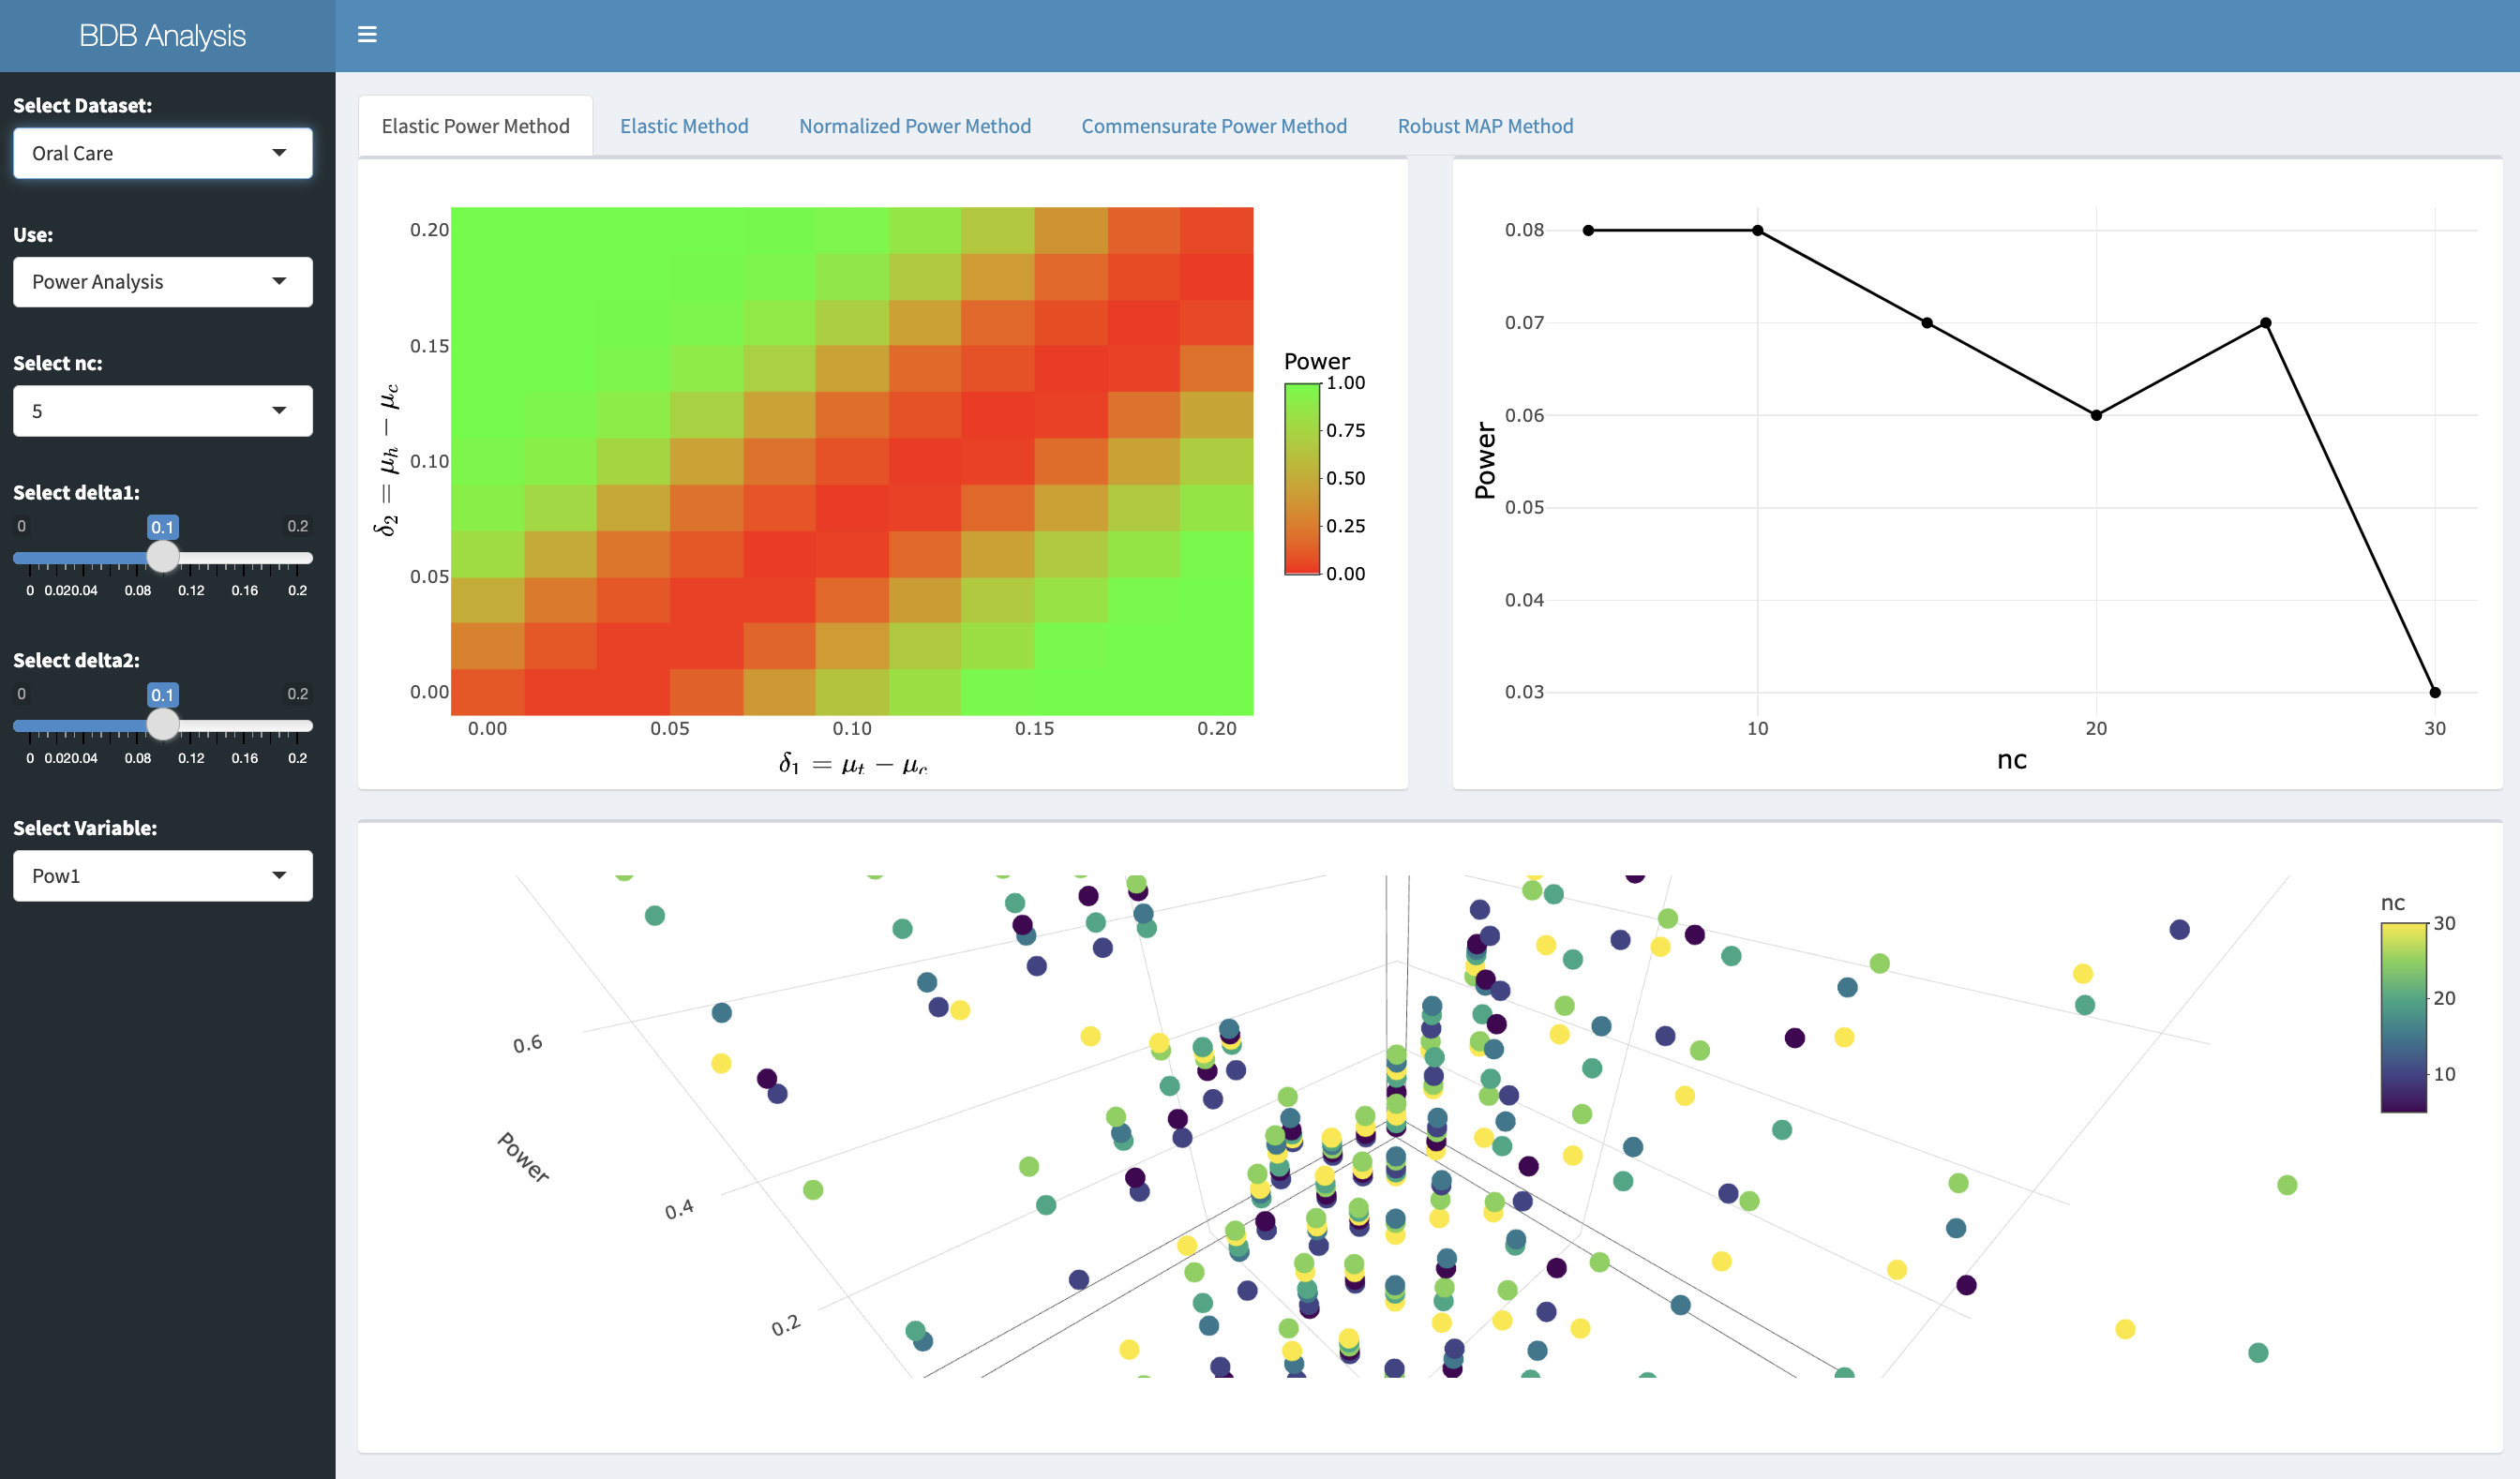 BDB Analysis
Select Dataset:
Oral Care
Use:
Power Analysis
Select nc:
5
Select delta1:
0 0.1 0.2
0 0.02 0.04 0.08 0.12 0.16 0.2
Select delta2:
0 0.1 0.2
0 0.02 0.04 0.08 0.12 0.16 0.2
Select Variable:
Pow1
Elastic Power Method Elastic Method Normalized Power Method Commensurate Power Method Robust MAP Method
0.20
0.15
0.10
0.05
0.00
δ₂ = μₕ − μ꜀
0.00 0.05 0.10 0.15 0.20
δ₁ = μₜ − μ꜀
Power
1.00
0.75
0.50
0.25
0.00
0.08
0.07
0.06
0.05
0.04
0.03
Power
10 20 30
nc
0.6
0.4
0.2
Power
nc
30
20
10